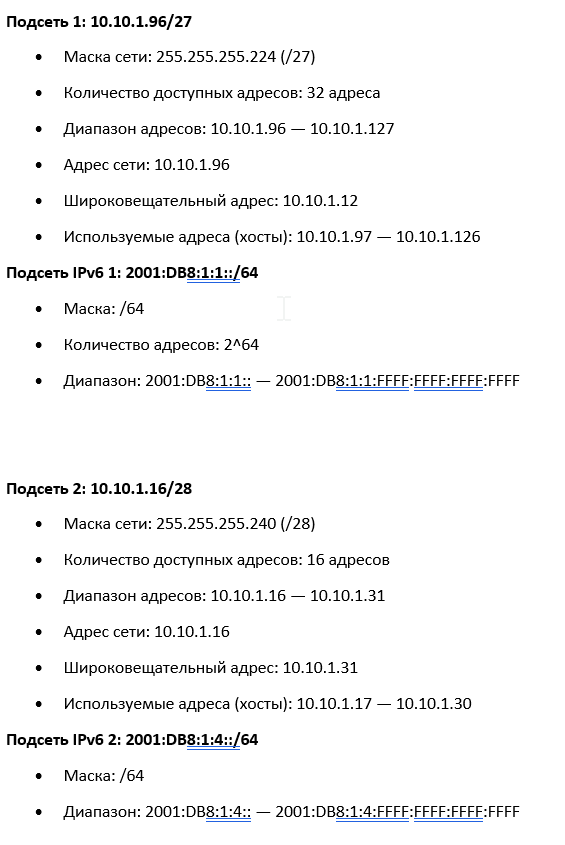 Подсеть 1: 10.10.1.96/27
• Маска сети: 255.255.255.224 (/27)
• Количество доступных адресов: 32 адреса
• Диапазон адресов: 10.10.1.96 — 10.10.1.127
• Адрес сети: 10.10.1.96
• Широковещательный адрес: 10.10.1.12
• Используемые адреса (хосты): 10.10.1.97 — 10.10.1.126
Подсеть IPv6 1: 2001:DB8:1:1::/64
• Маска: /64
• Количество адресов: 2^64
• Диапазон: 2001:DB8:1:1:: — 2001:DB8:1:1:FFFF:FFFF:FFFF:FFFF
Подсеть 2: 10.10.1.16/28
• Маска сети: 255.255.255.240 (/28)
• Количество доступных адресов: 16 адресов
• Диапазон адресов: 10.10.1.16 — 10.10.1.31
• Адрес сети: 10.10.1.16
• Широковещательный адрес: 10.10.1.31
• Используемые адреса (хосты): 10.10.1.17 — 10.10.1.30
Подсеть IPv6 2: 2001:DB8:1:4::/64
• Маска: /64
• Диапазон: 2001:DB8:1:4:: — 2001:DB8:1:4:FFFF:FFFF:FFFF:FFFF